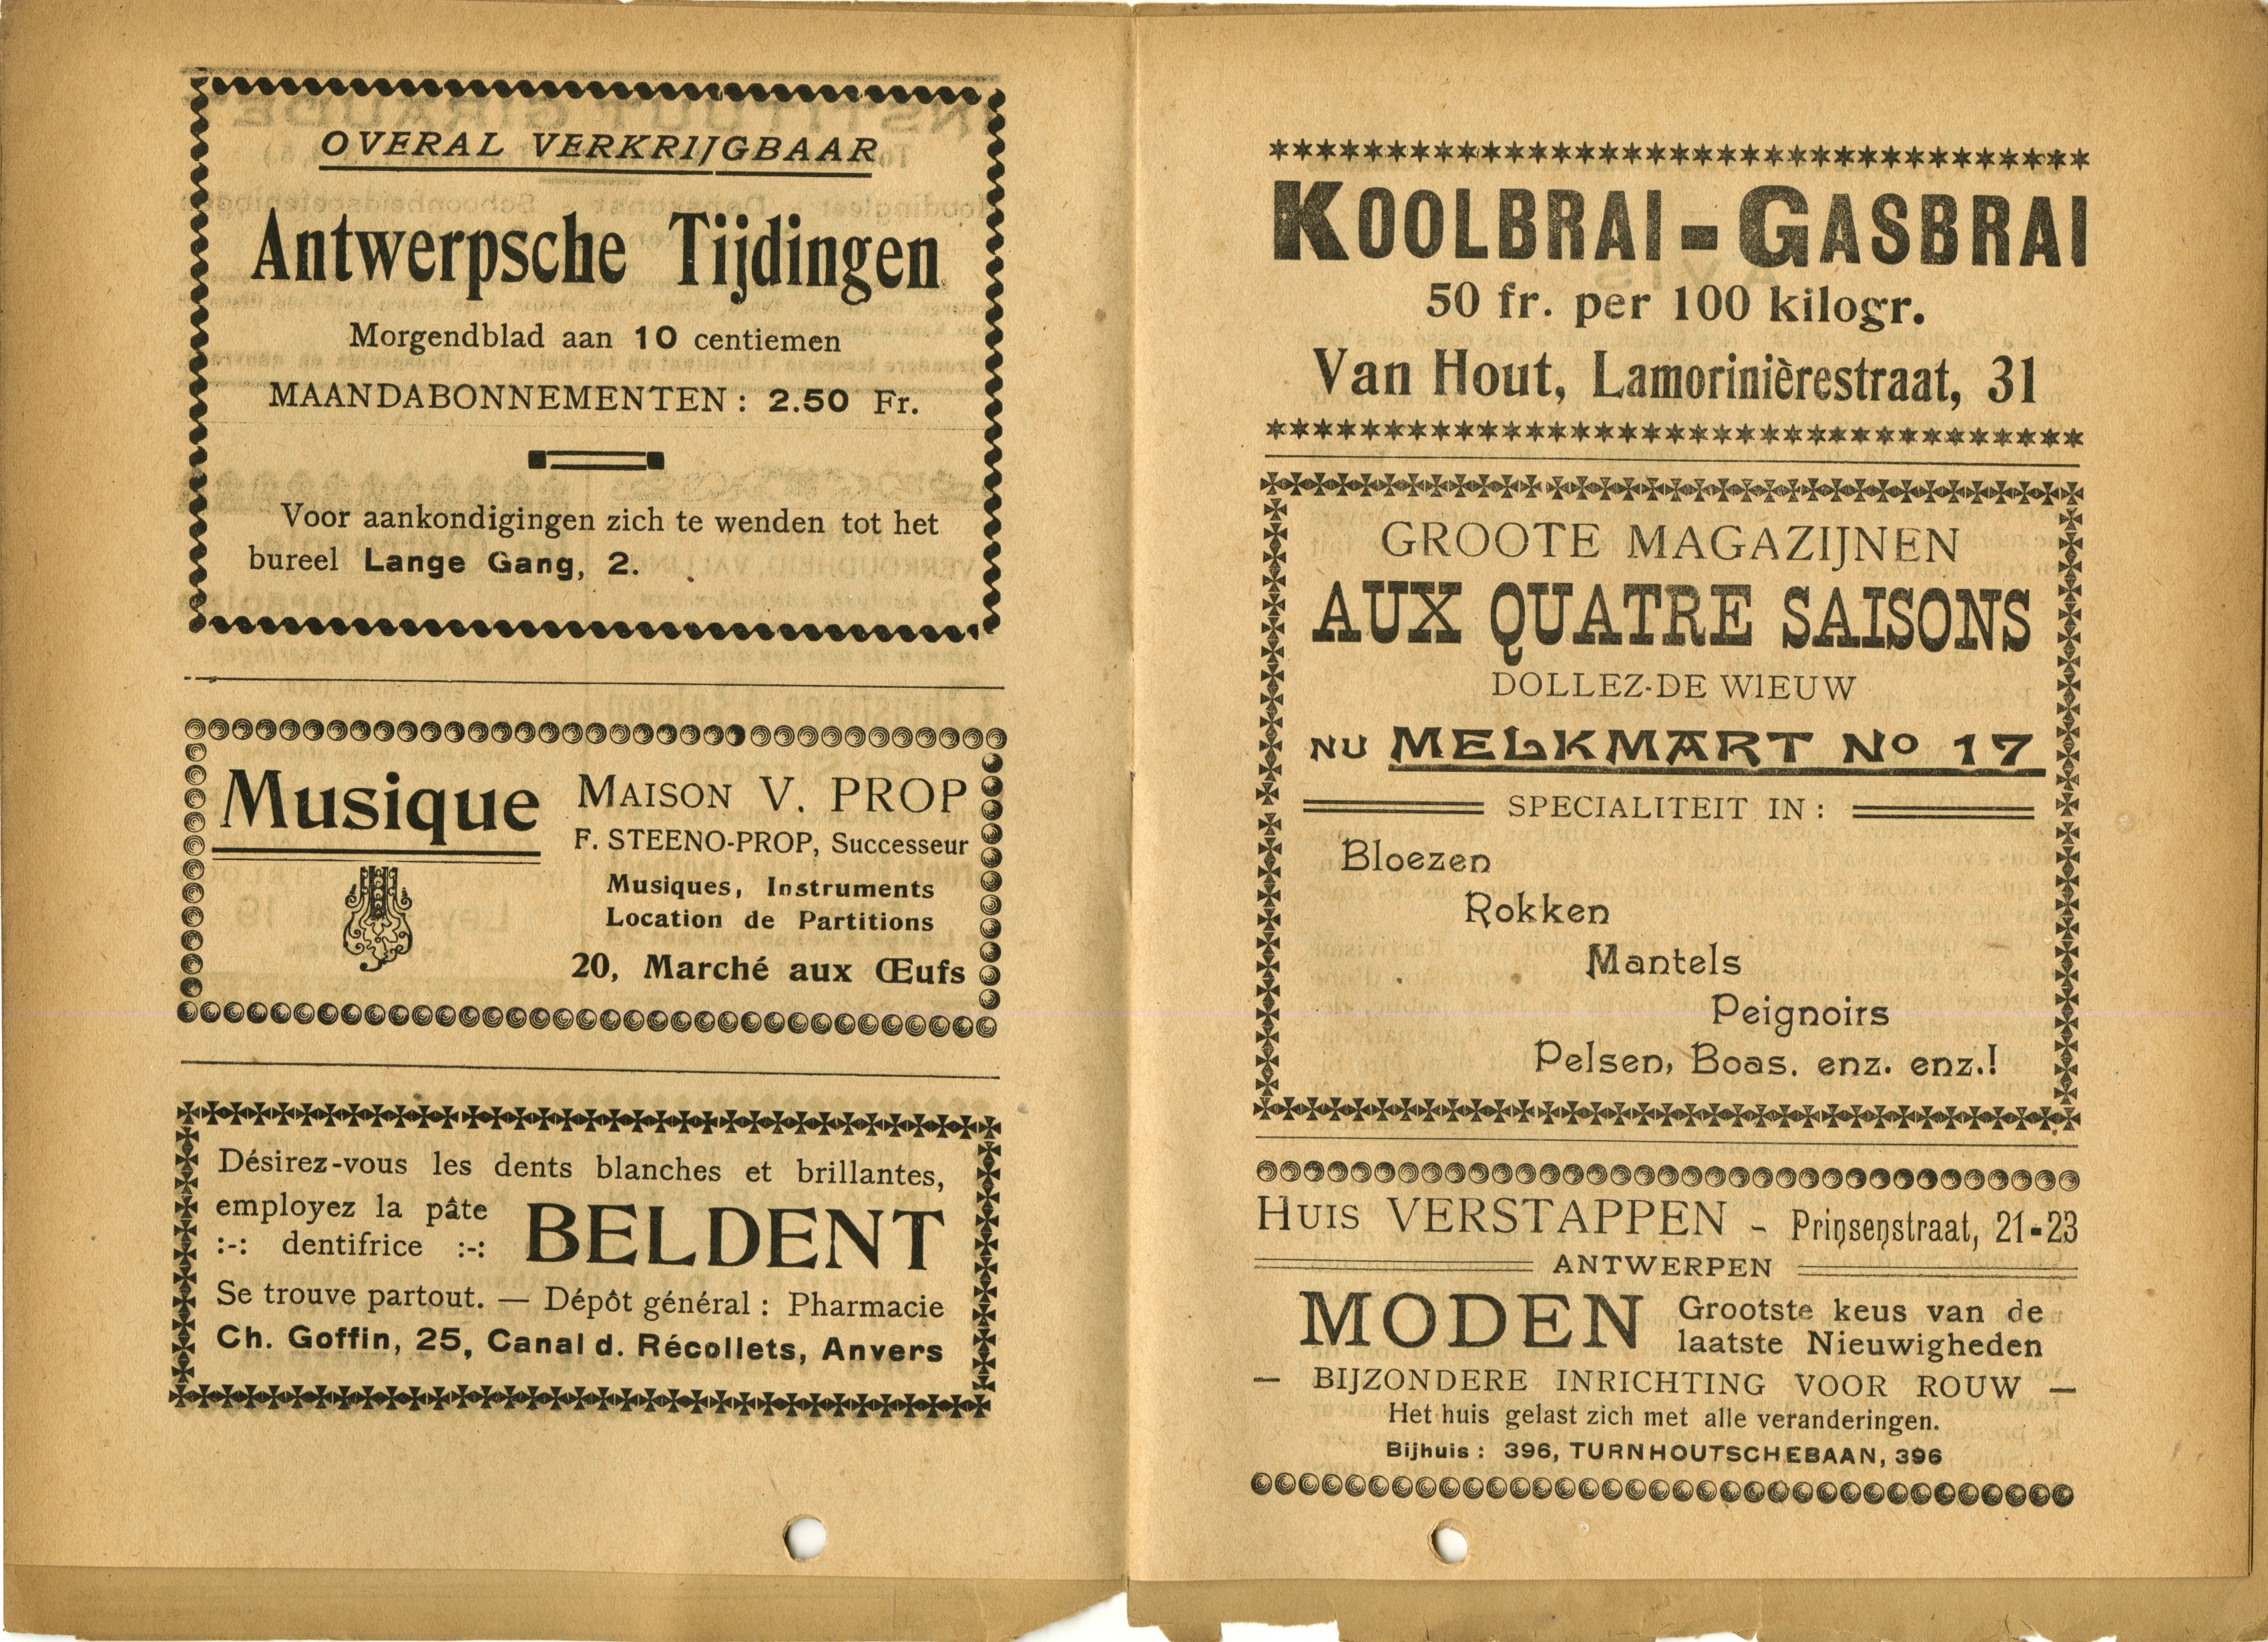 OVERAL VERKRIJGBAAR
Antwerpsche Tijdingen
Morgendblad aan 10 centiemen
MAANDABONNEMENTEN : 2.50 Fr.
Voor aankondigingen zich te wenden tot het
bureel Lange Gang, 2.
Musique
MAISON V. PROP
F. STEENO-PROP, Successeur
Musiques, Instruments
Location de Partitions
20, Marché aux Œufs
Désirez-vous les dents blanches et brillantes,
employez la pâte
:-: dentifrice :-:
BELDENT
Se trouve partout. — Dépôt général : Pharmacie
Ch. Goffin, 25, Canal d. Récollets, Anvers
KOOLBRAI - GASBRAI
50 fr. per 100 kilogr.
Van Hout, Lamorinièrestraat, 31
GROOTE MAGAZIJNEN
AUX QUATRE SAISONS
DOLLEZ-DE WIEUW
NU MELKMART No 17
SPECIALITEIT IN :
Bloezen
Rokken
Mantels
Peignoirs
Pelsen, Boas. enz. enz.!
HUIS VERSTAPPEN - Prinsenstraat, 21-23
ANTWERPEN
MODEN
Grootste keus van de
laatste Nieuwigheden
— BIJZONDERE INRICHTING VOOR ROUW —
Het huis gelast zich met alle veranderingen.
Bijhuis : 396, TURNHOUTSCHEBAAN, 396